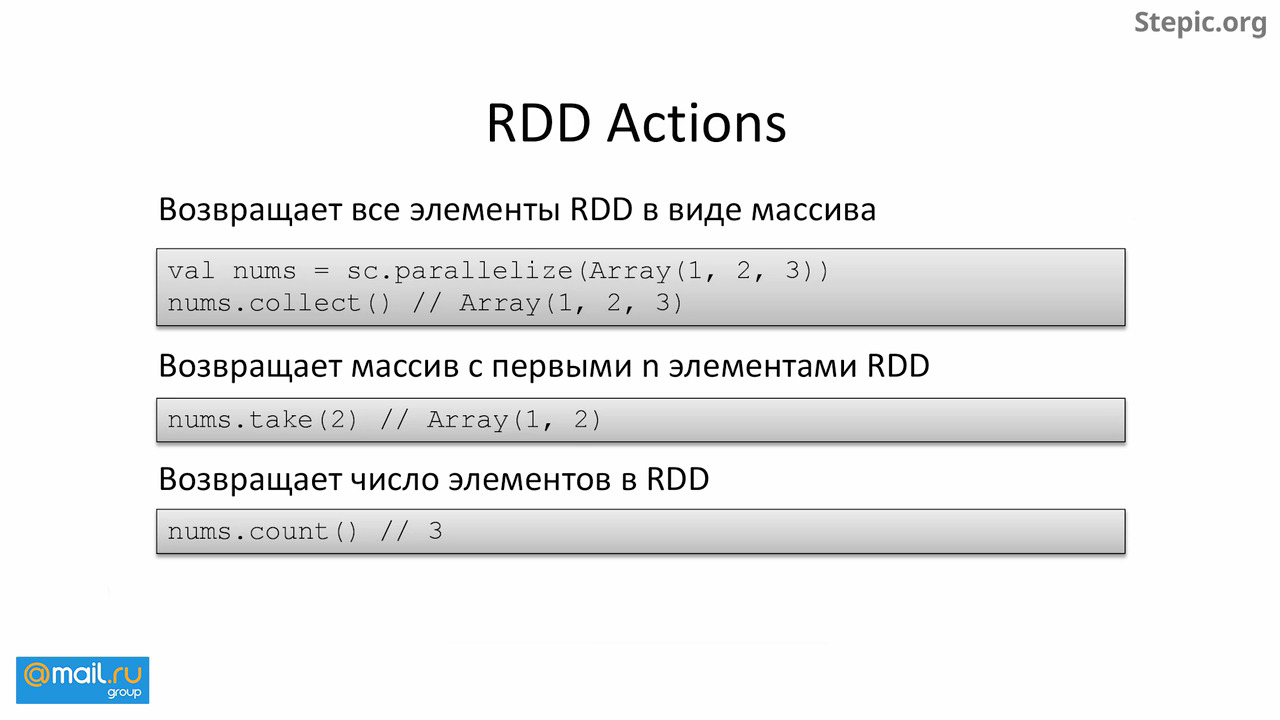 Stepic.org
RDD Actions
Возвращает все элементы RDD в виде массива
val nums = sc.parallelize(Array(1, 2, 3))
nums.collect() // Array(1, 2, 3)
Возвращает массив с первыми n элементами RDD
nums.take(2) // Array(1, 2)
Возвращает число элементов в RDD
nums.count() // 3
@mail.ru
group